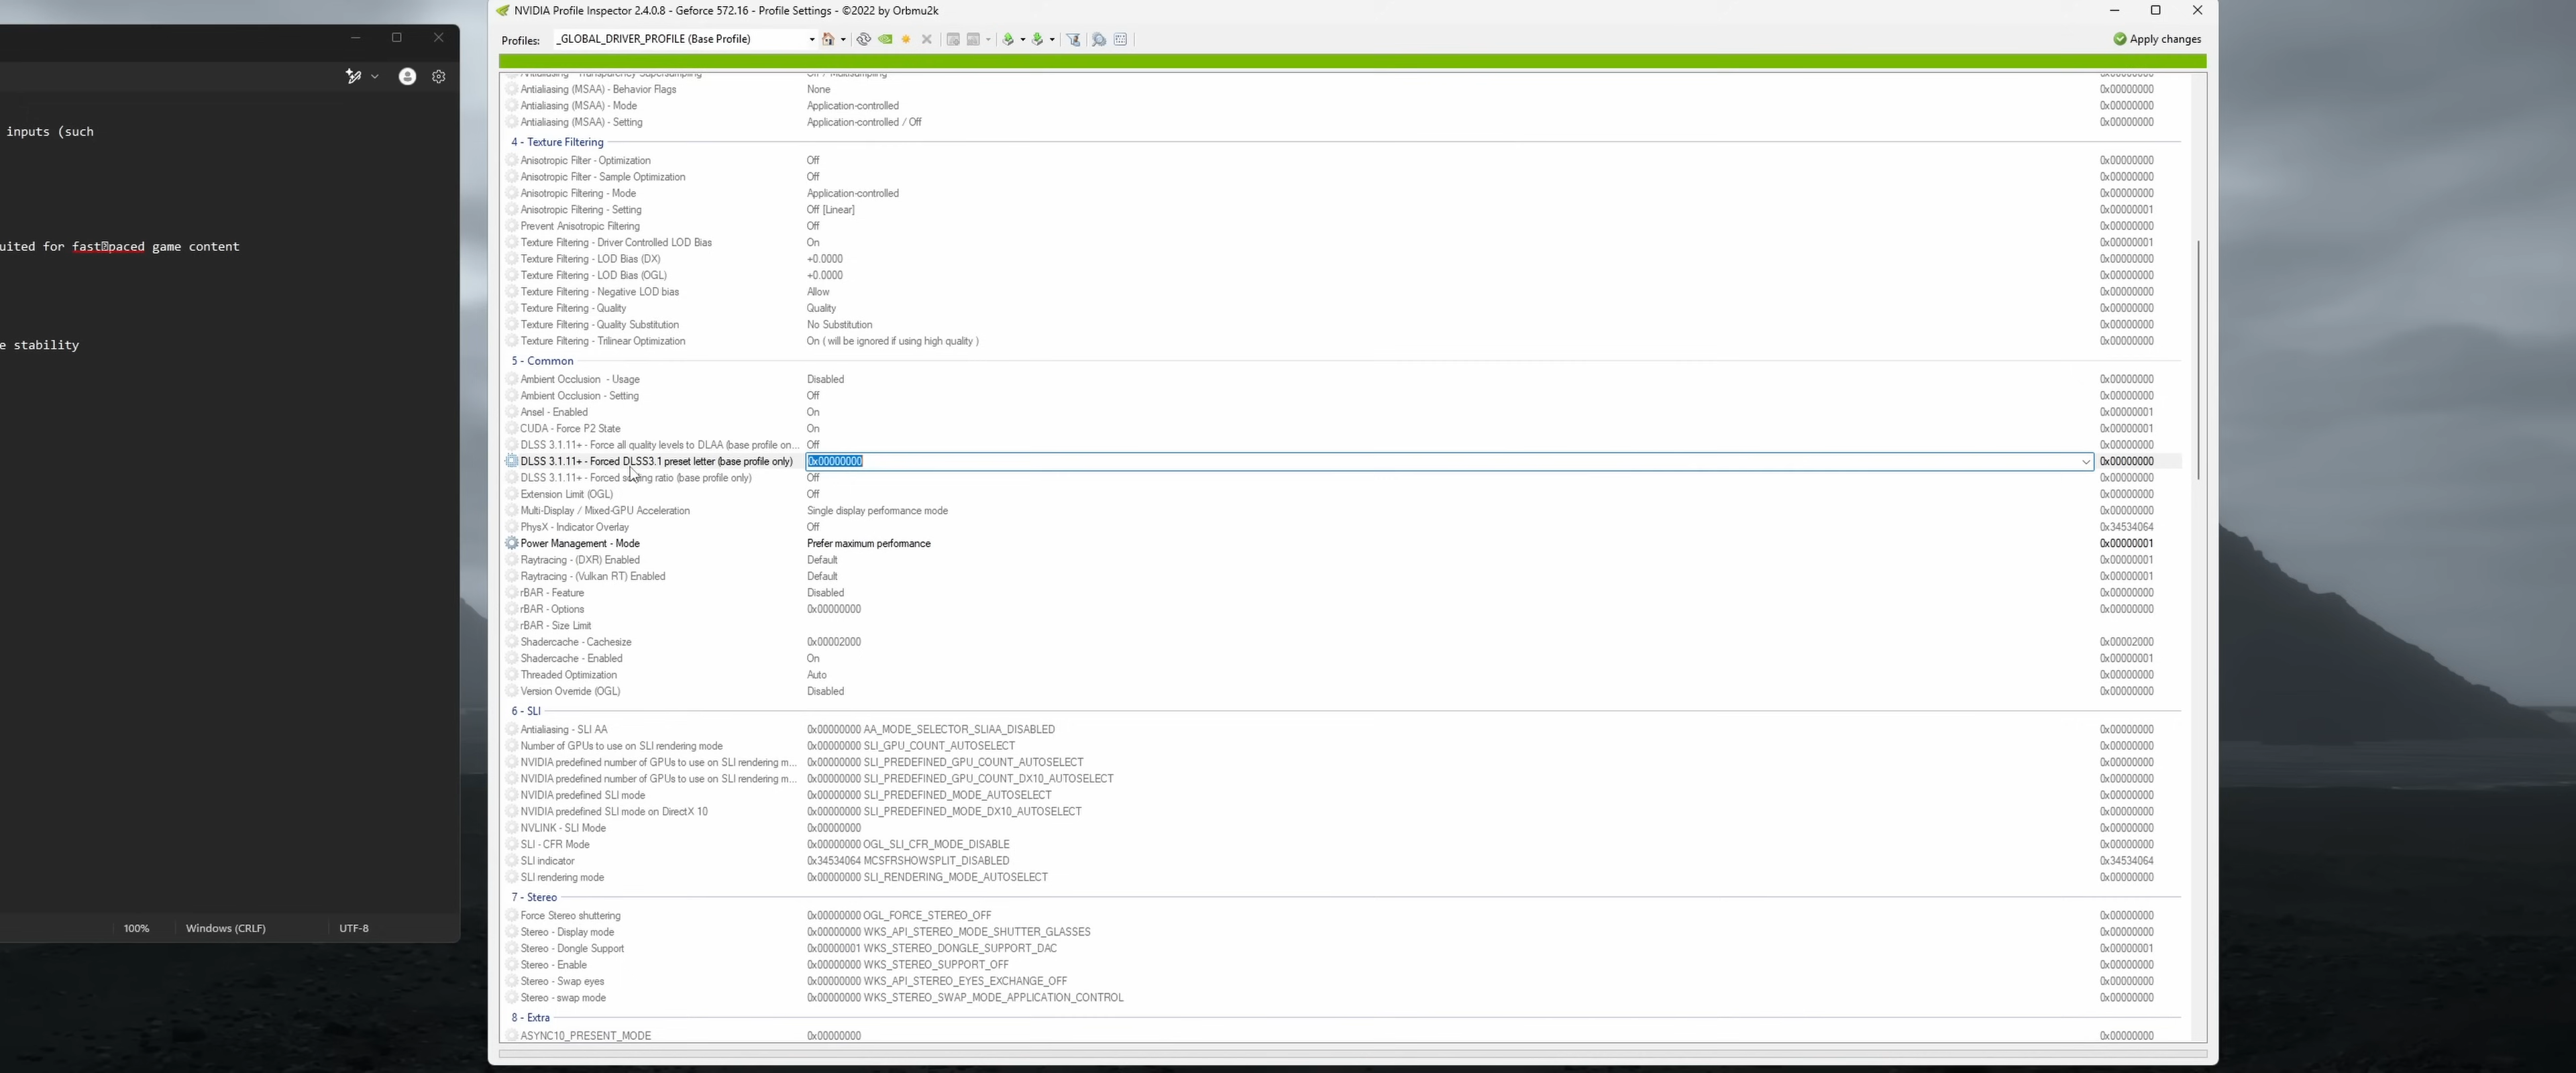 inputs (such
uited for fast▯paced game content
e stability
100% Windows (CRLF) UTF-8
NVIDIA Profile Inspector 2.4.0.8 - Geforce 572.16 - Profile Settings - ©2022 by Orbmu2k
Profiles: _GLOBAL_DRIVER_PROFILE (Base Profile) Apply changes
Antialiasing - Transparency Supersampling Off / Multisampling 0x00000000
Antialiasing (MSAA) - Behavior Flags None 0x00000000
Antialiasing (MSAA) - Mode Application-controlled 0x00000000
Antialiasing (MSAA) - Setting Application-controlled / Off 0x00000000
4 - Texture Filtering
Anisotropic Filter - Optimization Off 0x00000000
Anisotropic Filter - Sample Optimization Off 0x00000000
Anisotropic Filtering - Mode Application-controlled 0x00000000
Anisotropic Filtering - Setting Off [Linear] 0x00000001
Prevent Anisotropic Filtering Off 0x00000000
Texture Filtering - Driver Controlled LOD Bias On 0x00000001
Texture Filtering - LOD Bias (DX) +0.0000 0x00000000
Texture Filtering - LOD Bias (OGL) +0.0000 0x00000000
Texture Filtering - Negative LOD bias Allow 0x00000000
Texture Filtering - Quality Quality 0x00000000
Texture Filtering - Quality Substitution No Substitution 0x00000000
Texture Filtering - Trilinear Optimization On ( will be ignored if using high quality ) 0x00000000
5 - Common
Ambient Occlusion - Usage Disabled 0x00000000
Ambient Occlusion - Setting Off 0x00000000
Ansel - Enabled On 0x00000001
CUDA - Force P2 State On 0x00000001
DLSS 3.1.11+ - Force all quality levels to DLAA (base profile on... Off 0x00000000
DLSS 3.1.11+ - Forced DLSS3.1 preset letter (base profile only) 0x00000000 0x00000000
DLSS 3.1.11+ - Forced scaling ratio (base profile only) Off 0x00000000
Extension Limit (OGL) Off 0x00000000
Multi-Display / Mixed-GPU Acceleration Single display performance mode 0x00000000
PhysX - Indicator Overlay Off 0x34534064
Power Management - Mode Prefer maximum performance 0x00000001
Raytracing - (DXR) Enabled Default 0x00000001
Raytracing - (Vulkan RT) Enabled Default 0x00000001
rBAR - Feature Disabled 0x00000000
rBAR - Options 0x00000000 0x00000000
rBAR - Size Limit
Shadercache - Cachesize 0x00002000 0x00002000
Shadercache - Enabled On 0x00000001
Threaded Optimization Auto 0x00000000
Version Override (OGL) Disabled 0x00000000
6 - SLI
Antialiasing - SLI AA 0x00000000 AA_MODE_SELECTOR_SLIAA_DISABLED 0x00000000
Number of GPUs to use on SLI rendering mode 0x00000000 SLI_GPU_COUNT_AUTOSELECT 0x00000000
NVIDIA predefined number of GPUs to use on SLI rendering m... 0x00000000 SLI_PREDEFINED_GPU_COUNT_AUTOSELECT 0x00000000
NVIDIA predefined number of GPUs to use on SLI rendering m... 0x00000000 SLI_PREDEFINED_GPU_COUNT_DX10_AUTOSELECT 0x00000000
NVIDIA predefined SLI mode 0x00000000 SLI_PREDEFINED_MODE_AUTOSELECT 0x00000000
NVIDIA predefined SLI mode on DirectX 10 0x00000000 SLI_PREDEFINED_MODE_DX10_AUTOSELECT 0x00000000
NVLINK - SLI Mode 0x00000000 0x00000000
SLI - CFR Mode 0x00000000 OGL_SLI_CFR_MODE_DISABLE 0x00000000
SLI indicator 0x34534064 MCSFRSHOWSPLIT_DISABLED 0x34534064
SLI rendering mode 0x00000000 SLI_RENDERING_MODE_AUTOSELECT 0x00000000
7 - Stereo
Force Stereo shuttering 0x00000000 OGL_FORCE_STEREO_OFF 0x00000000
Stereo - Display mode 0x00000000 WKS_API_STEREO_MODE_SHUTTER_GLASSES 0x00000000
Stereo - Dongle Support 0x00000001 WKS_STEREO_DONGLE_SUPPORT_DAC 0x00000001
Stereo - Enable 0x00000000 WKS_STEREO_SUPPORT_OFF 0x00000000
Stereo - Swap eyes 0x00000000 WKS_API_STEREO_EYES_EXCHANGE_OFF 0x00000000
Stereo - swap mode 0x00000000 WKS_STEREO_SWAP_MODE_APPLICATION_CONTROL 0x00000000
8 - Extra
ASYNC10_PRESENT_MODE 0x00000000 0x00000000